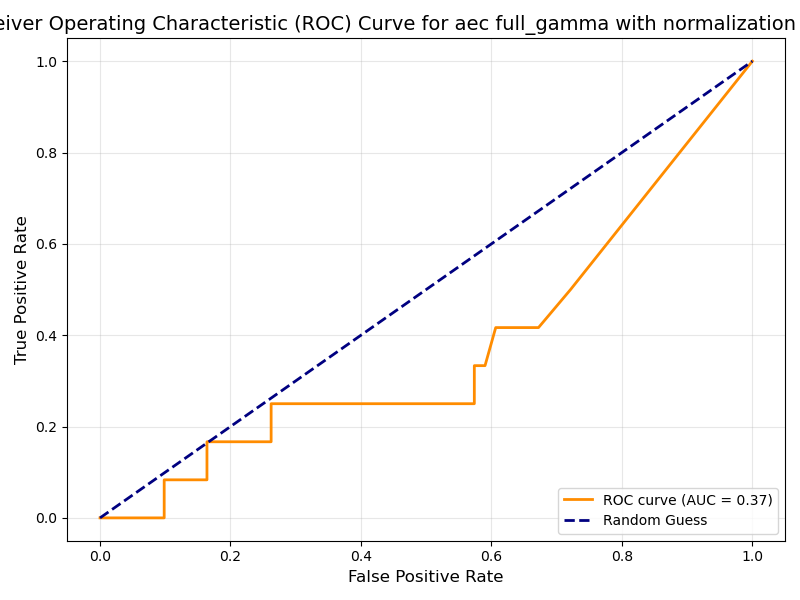 eiver Operating Characteristic (ROC) Curve for aec full_gamma with normalization
True Positive Rate
1.0
0.8
0.6
0.4
0.2
0.0
ROC curve (AUC = 0.37)
Random Guess
0.0 0.2 0.4 0.6 0.8 1.0
False Positive Rate